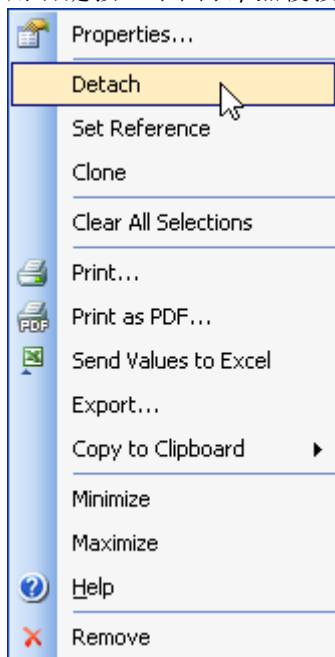 Properties...
Detach
Set Reference
Clone
Clear All Selections
Print...
Print as PDF...
PDF
Send Values to Excel
Export...
Copy to Clipboard
Minimize
Maximize
Help
Remove